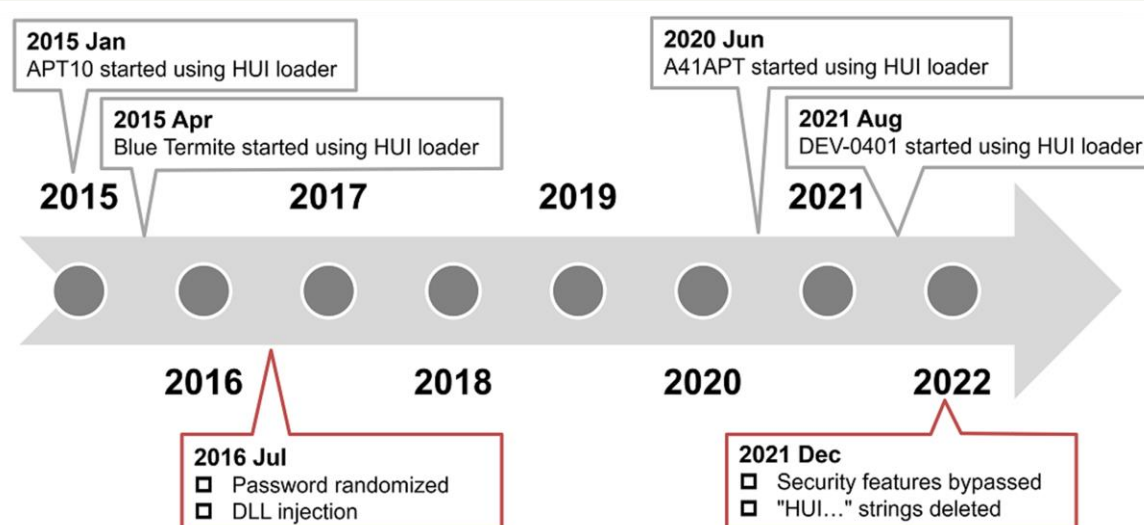 2015 Jan
APT10 started using HUI loader
2015 Apr
Blue Termite started using HUI loader
2020 Jun
A41APT started using HUI loader
2021 Aug
DEV-0401 started using HUI loader
2015
2017
2019
2021
2016
2018
2020
2022
2016 Jul
Password randomized
DLL injection
2021 Dec
Security features bypassed
"HUI..." strings deleted